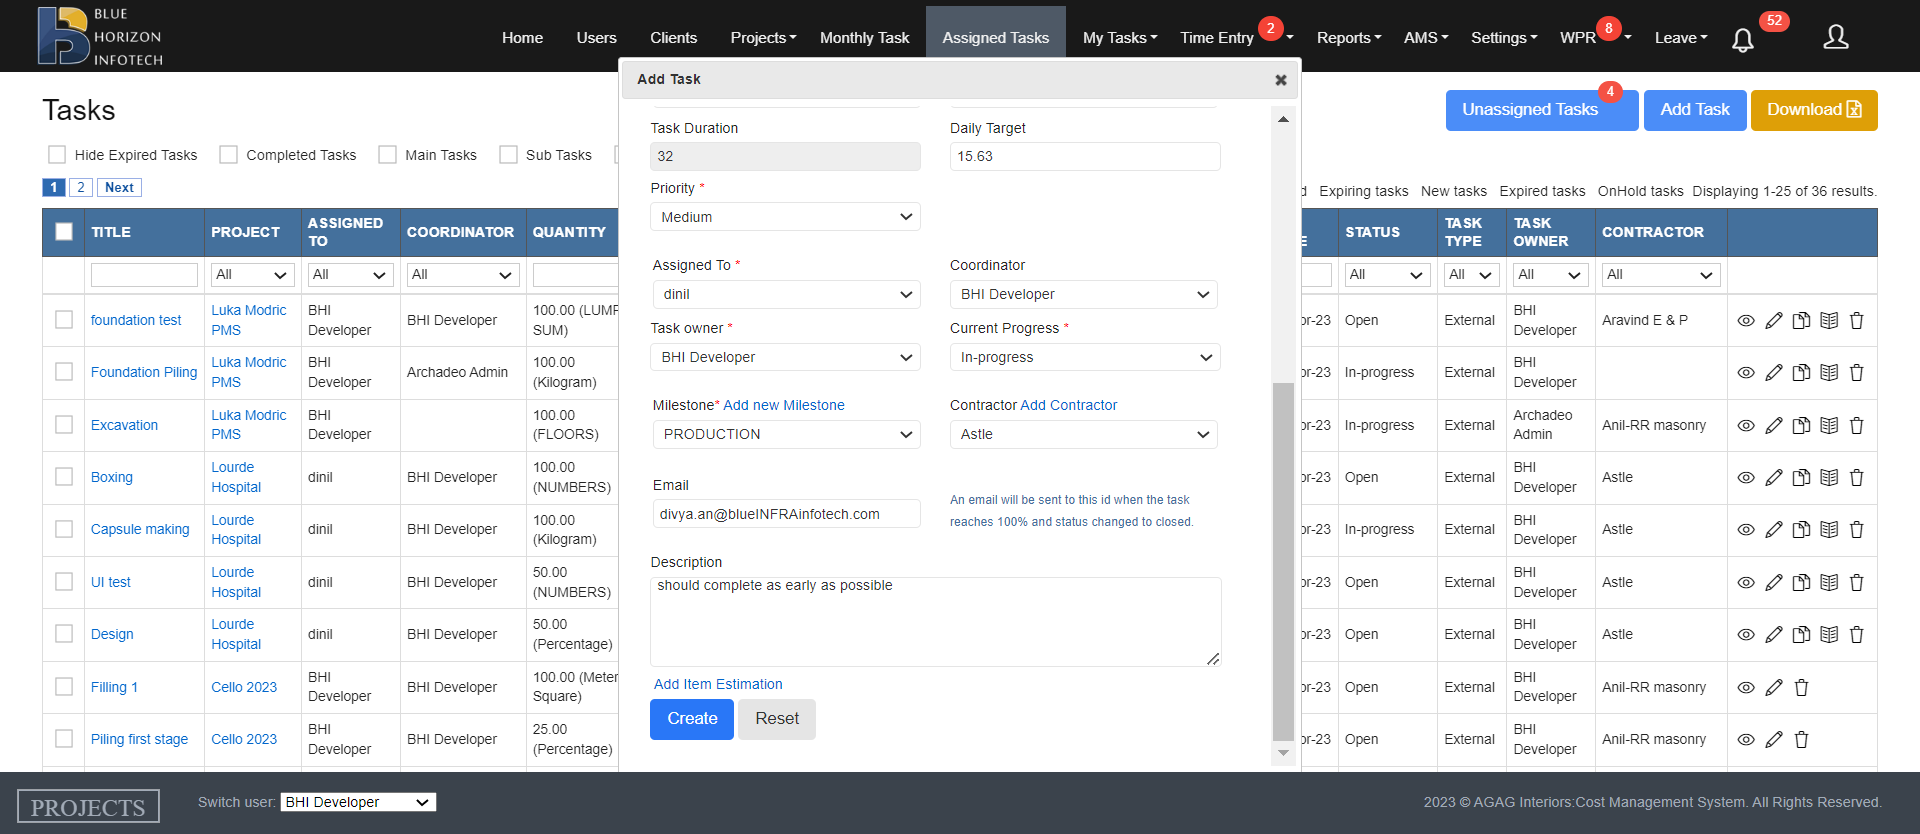 BLUE
HORIZON
INFOTECH
Home Users Clients Projects Monthly Task Assigned Tasks My Tasks Time Entry 2 Reports AMS Settings WPR 8 Leave 52
Add Task
Tasks
Unassigned Tasks 4 Add Task Download
Hide Expired Tasks Completed Tasks Main Tasks Sub Tasks
1 2 Next
d Expiring tasks New tasks Expired tasks OnHold tasks Displaying 1-25 of 36 results.
TITLE PROJECT ASSIGNED TO COORDINATOR QUANTITY E STATUS TASK TYPE TASK OWNER CONTRACTOR
All All All All All All All
foundation test Luka Modric PMS BHI Developer BHI Developer 100.00 (LUMP SUM) or-23 Open External BHI Developer Aravind E & P
Foundation Piling Luka Modric PMS BHI Developer Archadeo Admin 100.00 (Kilogram) or-23 In-progress External BHI Developer
Excavation Luka Modric PMS BHI Developer 100.00 (FLOORS) or-23 In-progress External Archadeo Admin Anil-RR masonry
Boxing Lourde Hospital dinil BHI Developer 100.00 (NUMBERS) or-23 Open External BHI Developer Astle
Capsule making Lourde Hospital dinil BHI Developer 100.00 (Kilogram) or-23 In-progress External BHI Developer Astle
UI test Lourde Hospital dinil BHI Developer 50.00 (NUMBERS) or-23 Open External BHI Developer Astle
Design Lourde Hospital dinil BHI Developer 50.00 (Percentage) or-23 Open External BHI Developer Astle
Filling 1 Cello 2023 BHI Developer BHI Developer 100.00 (Meter Square) or-23 Open External BHI Developer Anil-RR masonry
Piling first stage Cello 2023 BHI Developer BHI Developer 25.00 (Percentage) or-23 Open External BHI Developer Anil-RR masonry
Task Duration Daily Target
32 15.63
Priority *
Medium
Assigned To * Coordinator
dinil BHI Developer
Task owner * Current Progress *
BHI Developer In-progress
Milestone* Add new Milestone Contractor Add Contractor
PRODUCTION Astle
Email
divya.an@blueINFRAinfotech.com
An email will be sent to this id when the task
reaches 100% and status changed to closed.
Description
should complete as early as possible
Add Item Estimation
Create Reset
PROJECTS Switch user: BHI Developer 2023 © AGAG Interiors:Cost Management System. All Rights Reserved.